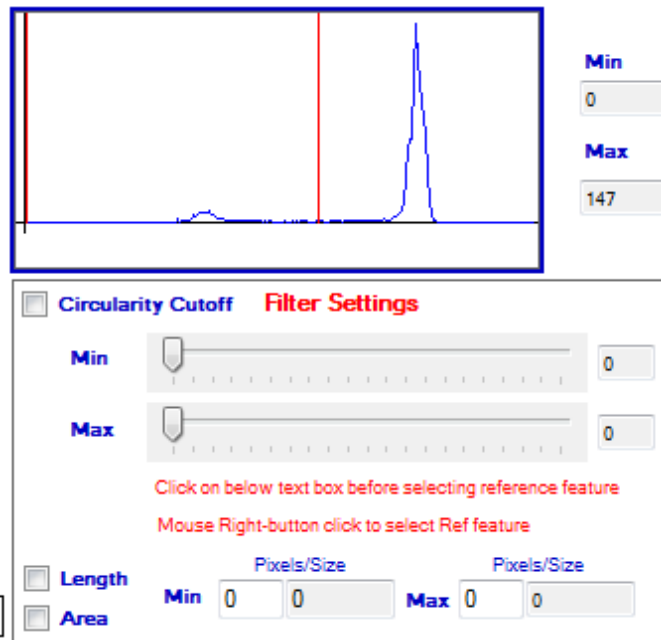 Min
0
Max
147
Circularity Cutoff Filter Settings
Min 0
Max 0
Click on below text box before selecting reference feature
Mouse Right-button click to select Ref feature
Pixels/Size Pixels/Size
Length
Min 0 0 Max 0 0
Area